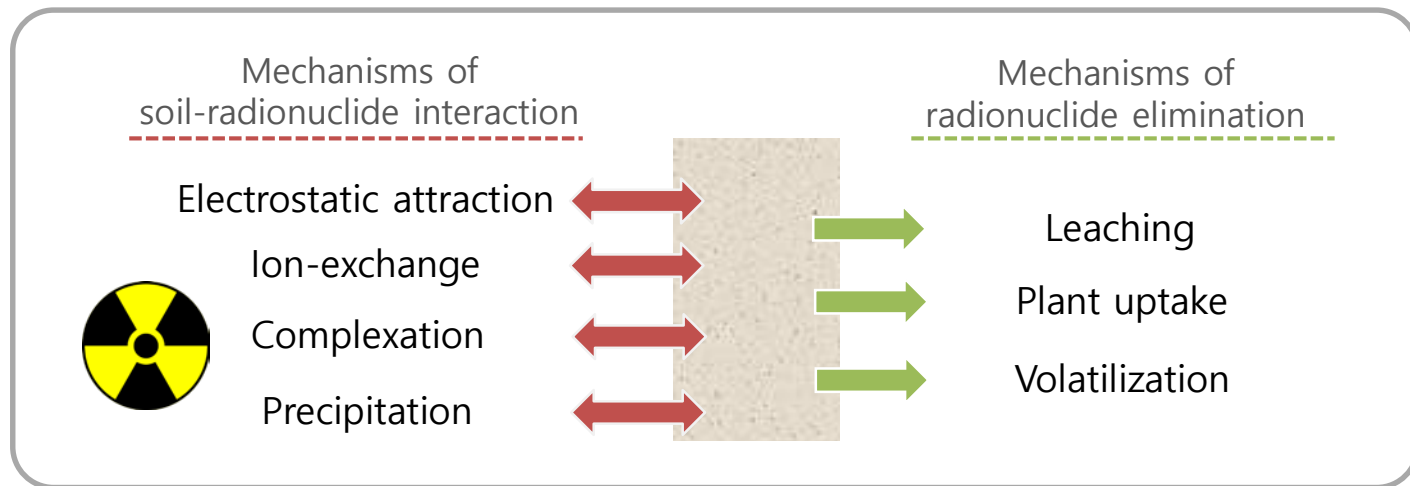 Mechanisms of
soil-radionuclide interaction
Electrostatic attraction
Ion-exchange
Complexation
Precipitation
Mechanisms of
radionuclide elimination
Leaching
Plant uptake
Volatilization